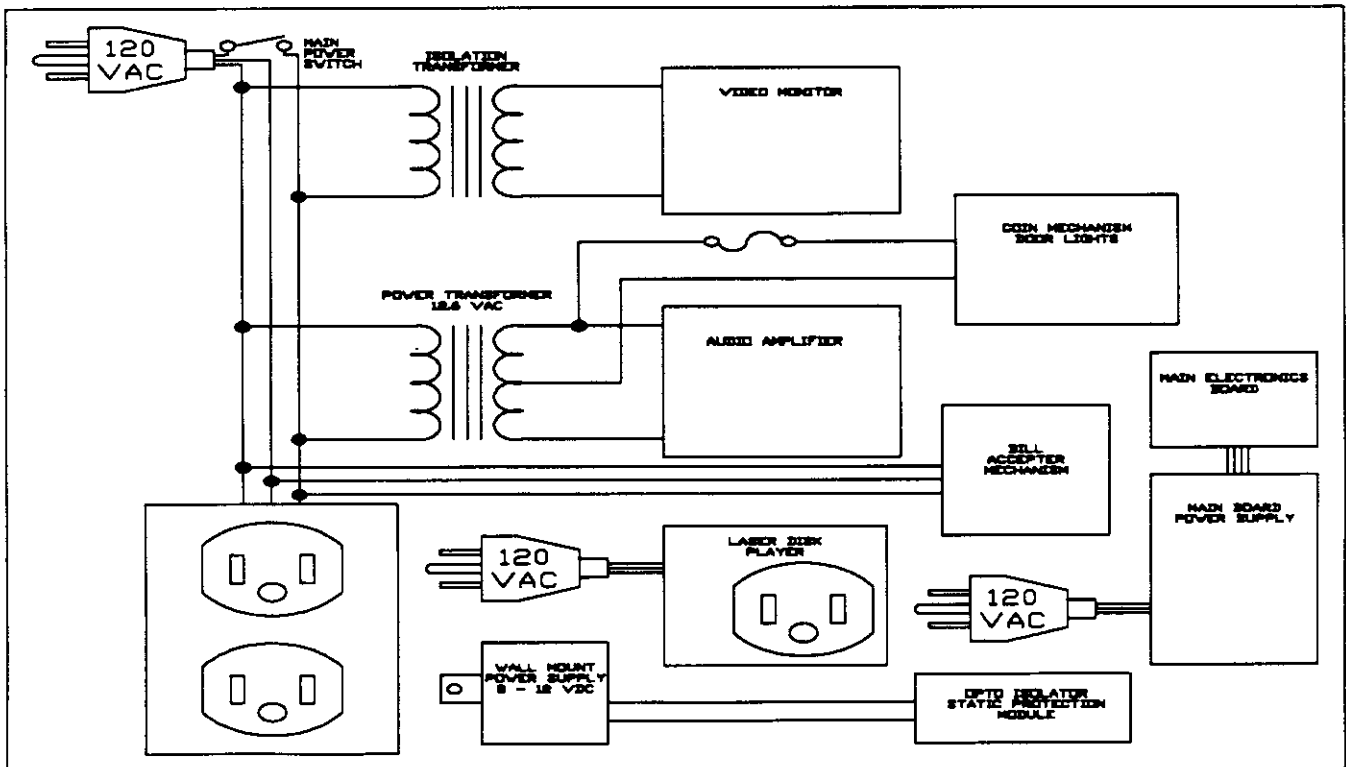 120
VAC
MAIN
POWER
SWITCH
ISOLATION
TRANSFORMER
VIDEO MONITOR
COIN MECHANISM
DOOR LIGHTS
POWER TRANSFORMER
12.6 VAC
AUDIO AMPLIFIER
MAIN ELECTRONICS
BOARD
BILL
ACCEPTER
MECHANISM
MAIN BOARD
POWER SUPPLY
120
VAC
LASER DISK
PLAYER
120
VAC
WALL MOUNT
POWER SUPPLY
8 - 12 VDC
OPTO ISOLATOR
STATIC PROTECTION
MODULE